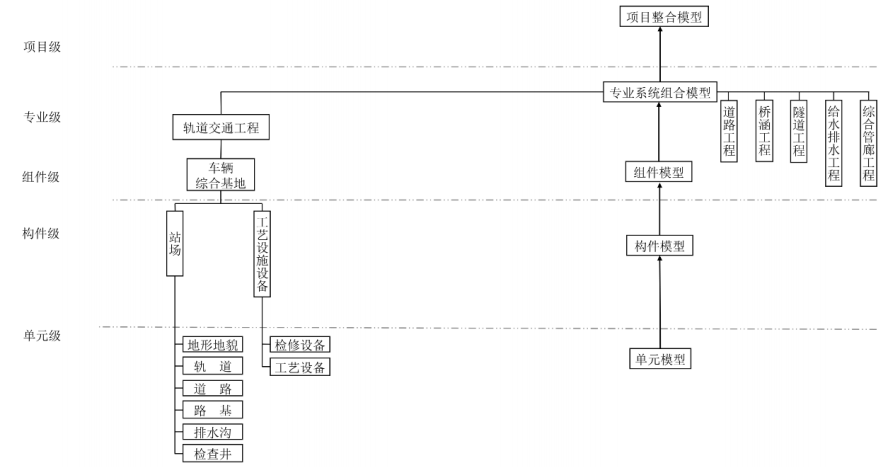 项目整合模型
项目级
专业系统组合模型
专业级
轨道交通工程
道路工程
桥涵工程
隧道工程
给水排水工程
综合管廊工程
组件级
车辆
综合基地
组件模型
构件级
站场
工艺设施设备
构件模型
单元级
地形地貌
检修设备
单元模型
轨 道
工艺设备
道 路
路 基
排水沟
检查井